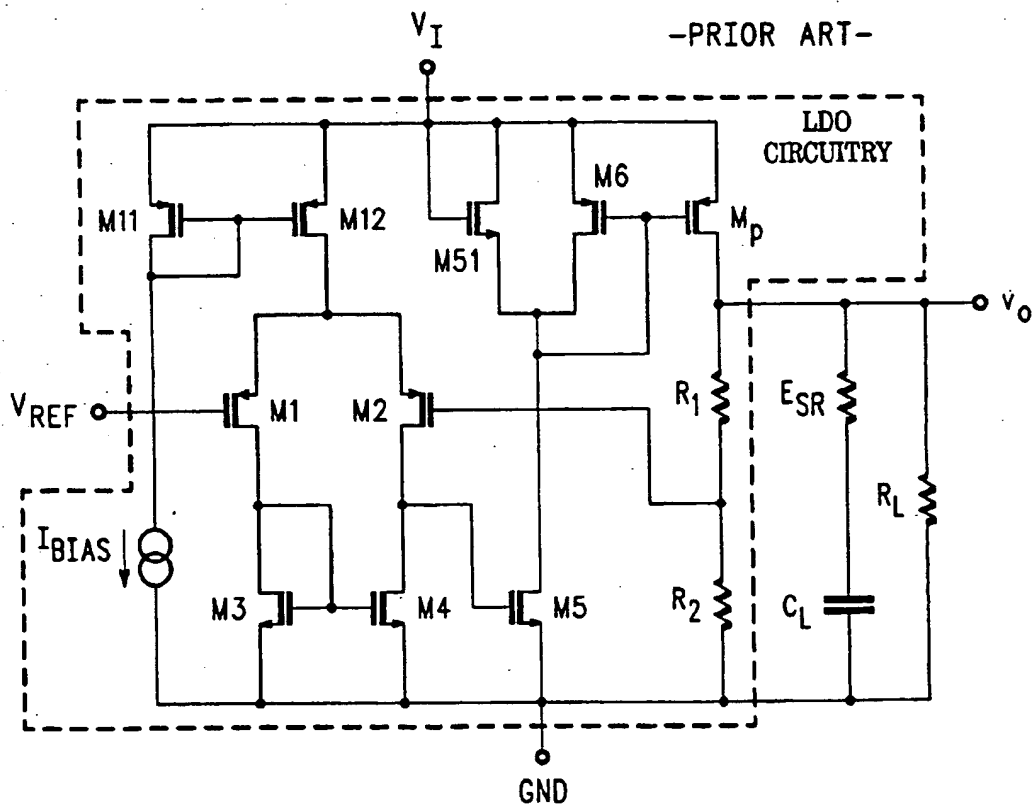 V_I
-PRIOR ART-
LDO
CIRCUITRY
M11
M12
M51
M6
M_p
v_o
V_REF
M1
M2
R_1
E_SR
R_L
I_BIAS
M3
M4
M5
R_2
C_L
GND